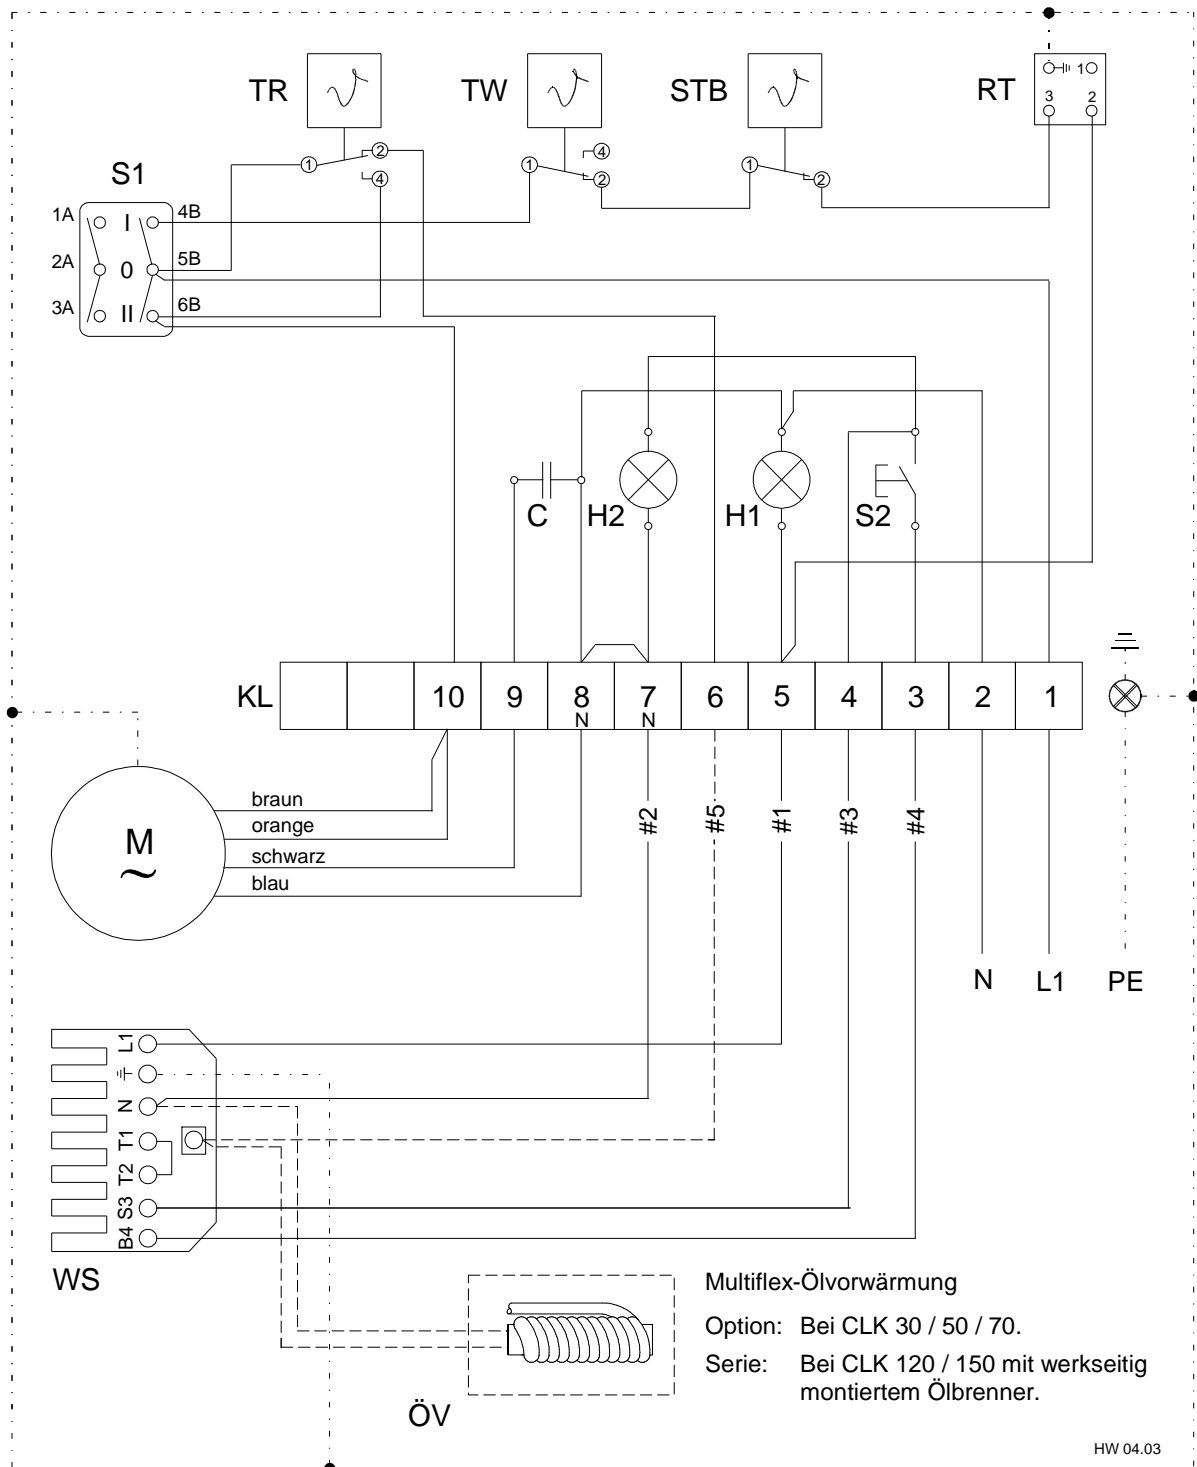 TR
TW
STB
RT
1
3 2
1 2 4
1 4 2
1 2
S1
1A I 4B
2A 0 5B
3A II 6B
C H2 H1 S2
KL 10 9 8 7 6 5 4 3 2 1
N N
braun
orange
schwarz
blau
M
~
#2 #5 #1 #3 #4
N L1 PE
L1
N
T1
T2
S3
B4
WS
ÖV
Multiflex-Ölvorwärmung
Option: Bei CLK 30 / 50 / 70.
Serie: Bei CLK 120 / 150 mit werkseitig
montiertem Ölbrenner.
HW 04.03